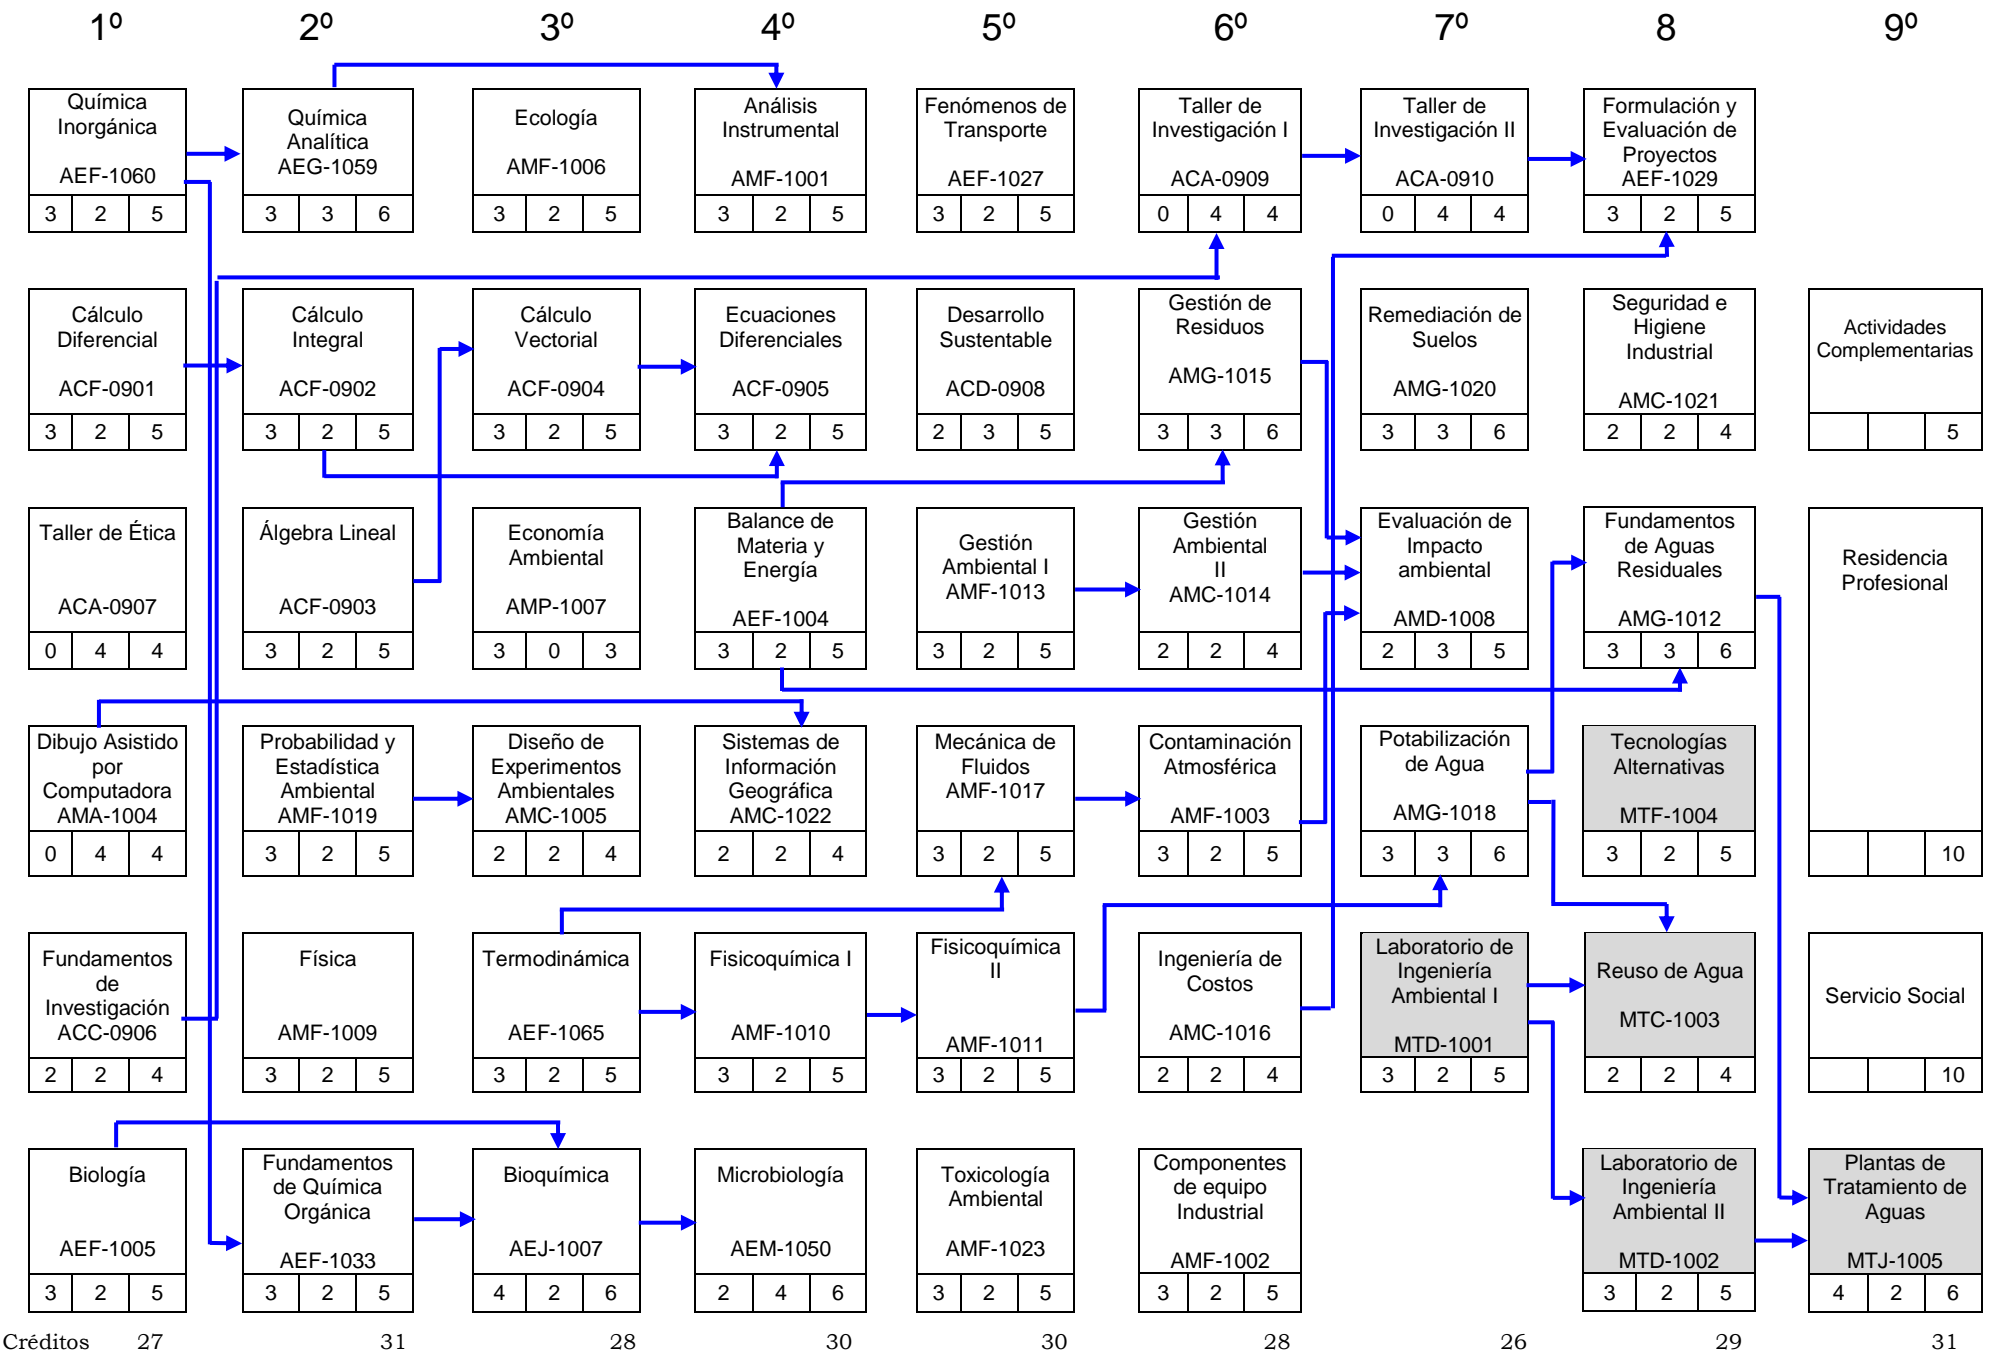 1º 2º 3º 4º 5º 6º 7º 8 9º
Química
Inorgánica
AEF-1060
3 2 5
Química
Analítica
AEG-1059
3 3 6
Ecología
AMF-1006
3 2 5
Análisis
Instrumental
AMF-1001
3 2 5
Fenómenos de
Transporte
AEF-1027
3 2 5
Taller de
Investigación I
ACA-0909
0 4 4
Taller de
Investigación II
ACA-0910
0 4 4
Formulación y
Evaluación de
Proyectos
AEF-1029
3 2 5
Cálculo
Diferencial
ACF-0901
3 2 5
Cálculo
Integral
ACF-0902
3 2 5
Cálculo
Vectorial
ACF-0904
3 2 5
Ecuaciones
Diferenciales
ACF-0905
3 2 5
Desarrollo
Sustentable
ACD-0908
2 3 5
Gestión de
Residuos
AMG-1015
3 3 6
Remediación de
Suelos
AMG-1020
3 3 6
Seguridad e
Higiene
Industrial
AMC-1021
2 2 4
Actividades
Complementarias
5
Taller de Ética
ACA-0907
0 4 4
Álgebra Lineal
ACF-0903
3 2 5
Economía
Ambiental
AMP-1007
3 0 3
Balance de
Materia y
Energía
AEF-1004
3 2 5
Gestión
Ambiental I
AMF-1013
3 2 5
Gestión
Ambiental
II
AMC-1014
2 2 4
Evaluación de
Impacto
ambiental
AMD-1008
2 3 5
Fundamentos
de Aguas
Residuales
AMG-1012
3 3 6
Residencia
Profesional
10
Dibujo Asistido
por
Computadora
AMA-1004
0 4 4
Probabilidad y
Estadística
Ambiental
AMF-1019
3 2 5
Diseño de
Experimentos
Ambientales
AMC-1005
2 2 4
Sistemas de
Información
Geográfica
AMC-1022
2 2 4
Mecánica de
Fluidos
AMF-1017
3 2 5
Contaminación
Atmosférica
AMF-1003
3 2 5
Potabilización
de Agua
AMG-1018
3 3 6
Tecnologías
Alternativas
MTF-1004
3 2 5
Fundamentos
de
Investigación
ACC-0906
2 2 4
Física
AMF-1009
3 2 5
Termodinámica
AEF-1065
3 2 5
Fisicoquímica I
AMF-1010
3 2 5
Fisicoquímica
II
AMF-1011
3 2 5
Ingeniería de
Costos
AMC-1016
2 2 4
Laboratorio de
Ingeniería
Ambiental I
MTD-1001
3 2 5
Reuso de Agua
MTC-1003
2 2 4
Servicio Social
10
Biología
AEF-1005
3 2 5
Fundamentos
de Química
Orgánica
AEF-1033
3 2 5
Bioquímica
AEJ-1007
4 2 6
Microbiología
AEM-1050
2 4 6
Toxicología
Ambiental
AMF-1023
3 2 5
Componentes
de equipo
Industrial
AMF-1002
3 2 5
Laboratorio de
Ingeniería
Ambiental II
MTD-1002
3 2 5
Plantas de
Tratamiento de
Aguas
MTJ-1005
4 2 6
Créditos 27 31 28 30 30 28 26 29 31